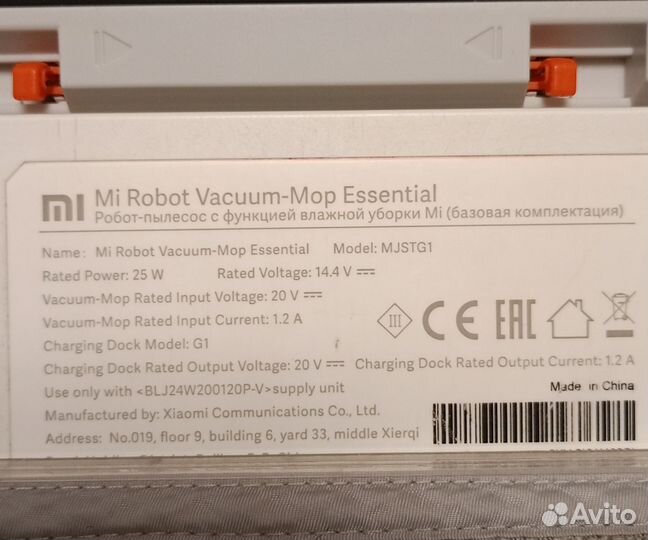 mi Mi Robot Vacuum-Mop Essential
Робот-пылесос с функцией влажной уборки Mi (базовая комплектация)
Name: Mi Robot Vacuum-Mop Essential Model: MJSTG1
Rated Power: 25 W Rated Voltage: 14.4 V
Vacuum-Mop Rated Input Voltage: 20 V
Vacuum-Mop Rated Input Current: 1.2 A
III CE EAC
Charging Dock Model: G1
Charging Dock Rated Output Voltage: 20 V Charging Dock Rated Output Current: 1.2 A
Use only with <BLJ24W200120P-V>supply unit
Made in China
Manufactured by: Xiaomi Communications Co., Ltd.
Address: No.019, floor 9, building 6, yard 33, middle Xierqi
Avito